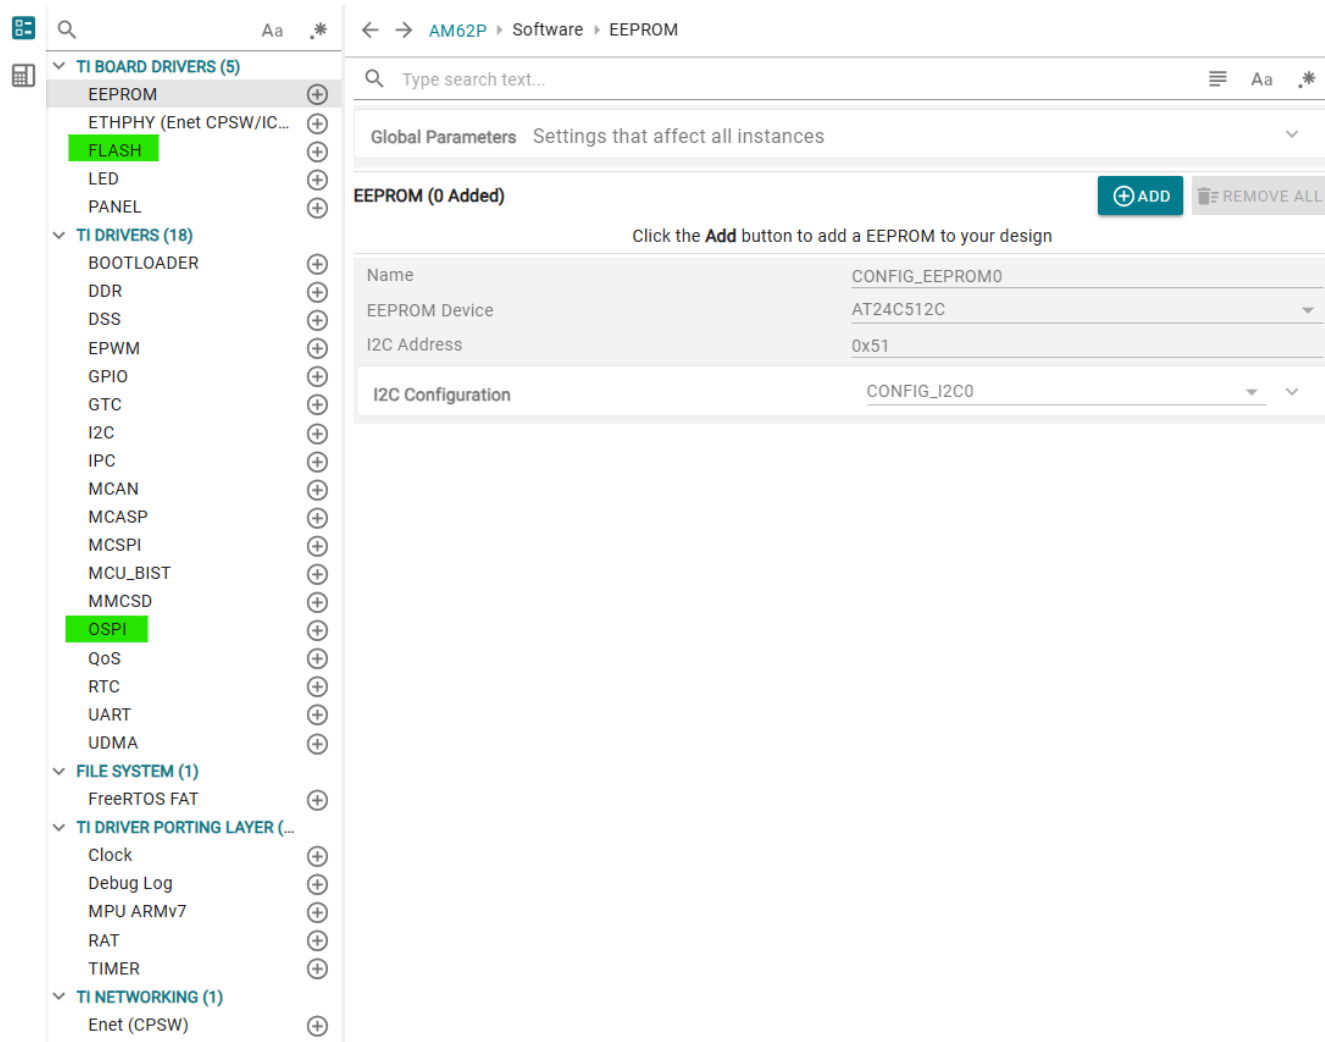 Aa .*
TI BOARD DRIVERS (5)
EEPROM
ETHPHY (Enet CPSW/IC...
FLASH
LED
PANEL
TI DRIVERS (18)
BOOTLOADER
DDR
DSS
EPWM
GPIO
GTC
I2C
IPC
MCAN
MCASP
MCSPI
MCU_BIST
MMCSD
OSPI
QoS
RTC
UART
UDMA
FILE SYSTEM (1)
FreeRTOS FAT
TI DRIVER PORTING LAYER (...
Clock
Debug Log
MPU ARMv7
RAT
TIMER
TI NETWORKING (1)
Enet (CPSW)
AM62P Software EEPROM
Type search text... Aa .*
Global Parameters Settings that affect all instances
EEPROM (0 Added) ADD REMOVE ALL
Click the Add button to add a EEPROM to your design
Name CONFIG_EEPROM0
EEPROM Device AT24C512C
I2C Address 0x51
I2C Configuration CONFIG_I2C0